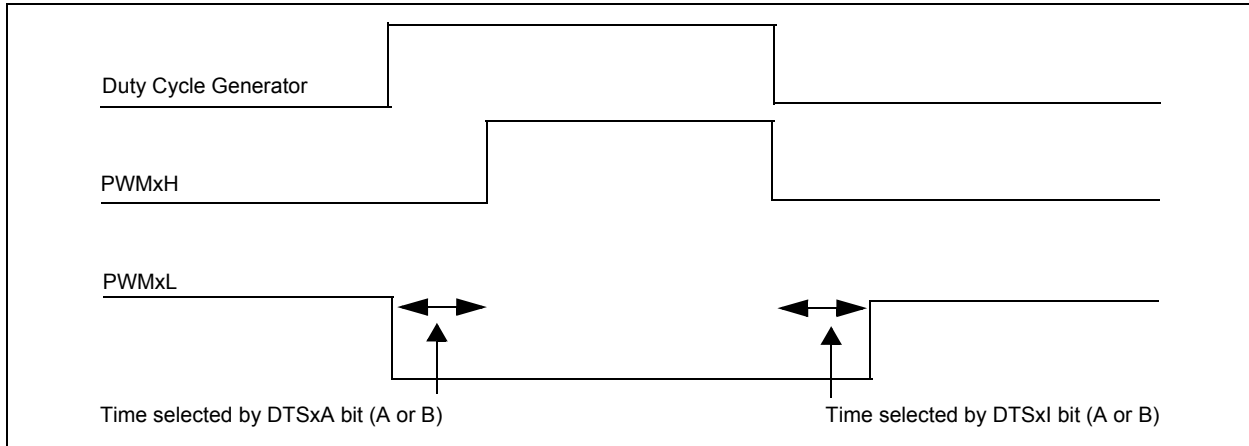 Duty Cycle Generator
PWMxH
PWMxL
Time selected by DTSxA bit (A or B)
Time selected by DTSxI bit (A or B)